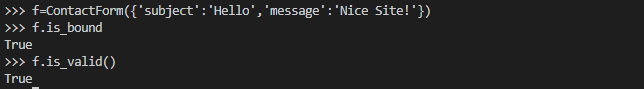 >>> f=ContactForm({'subject':'Hello','message':'Nice Site!'})
>>> f.is_bound
True
>>> f.is_valid()
True